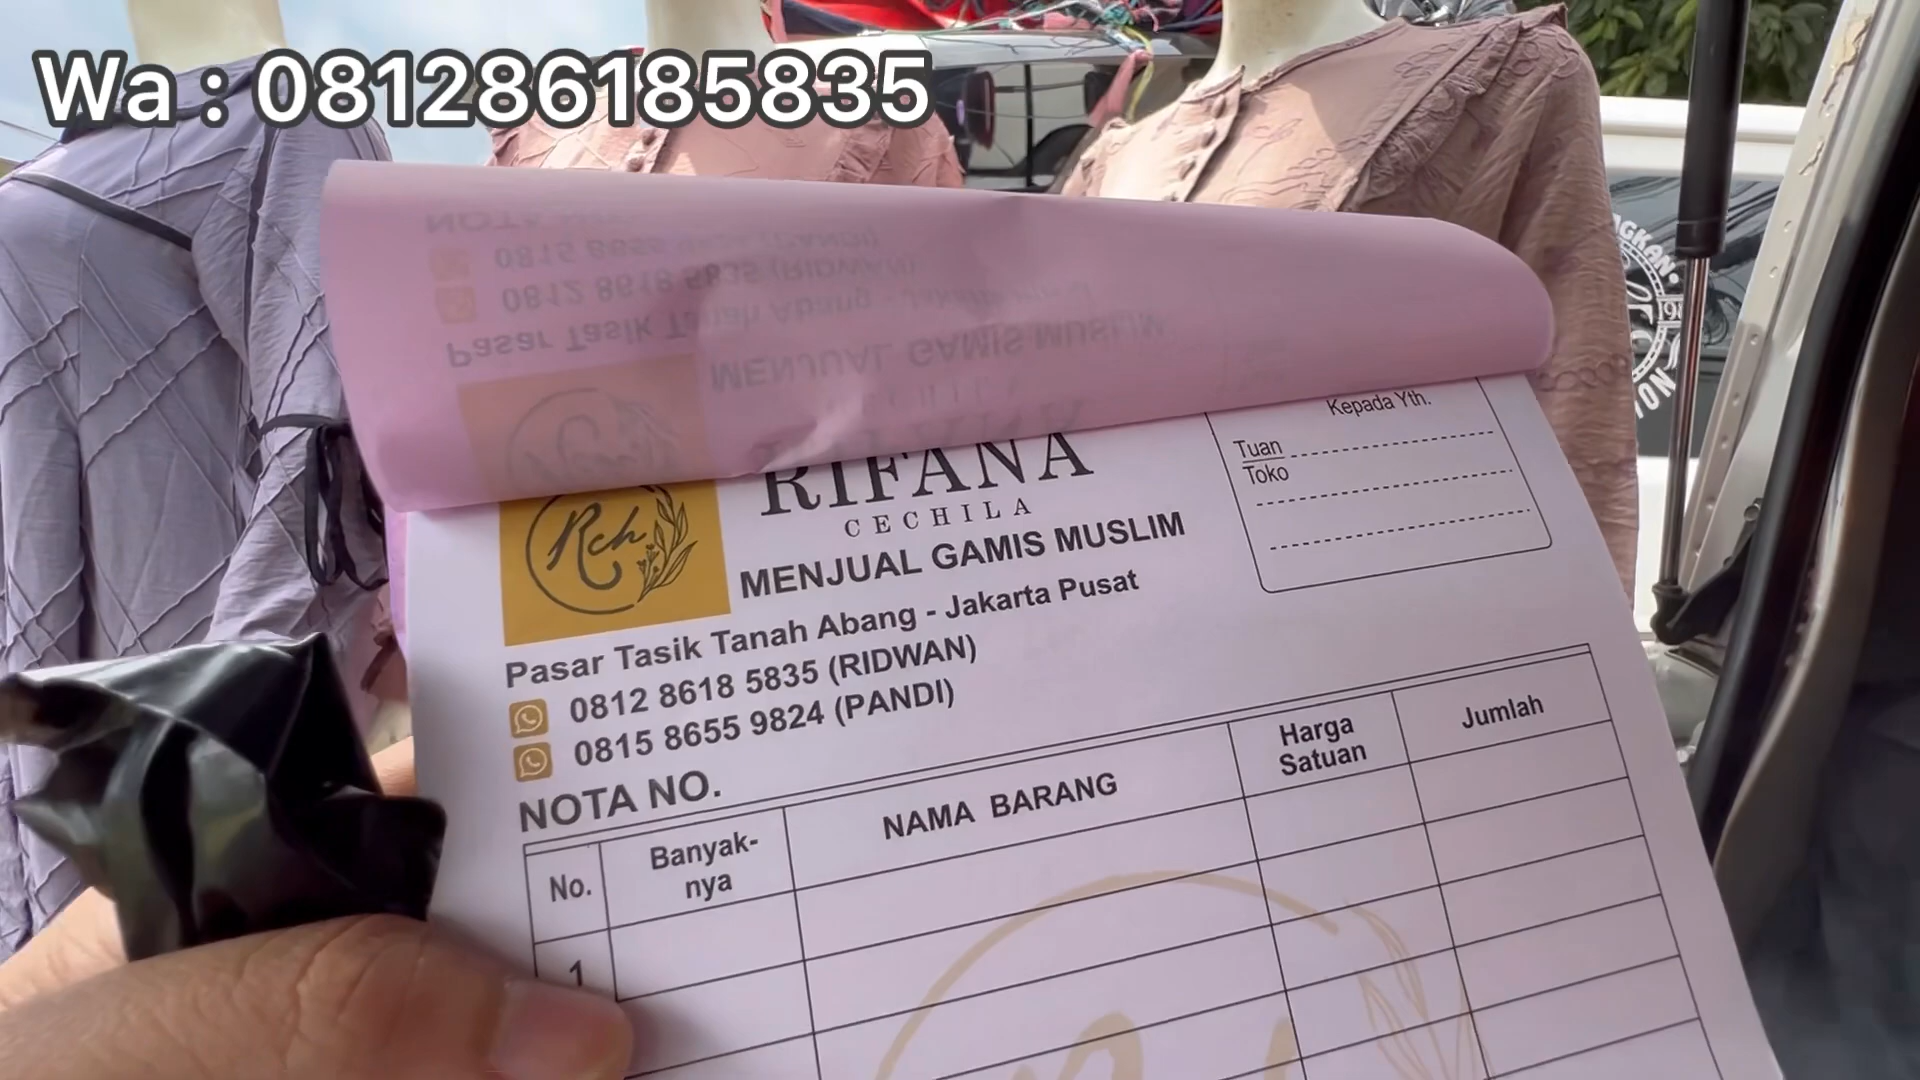 Wa : 081286185835
RIFANA
CECHILA
MENJUAL GAMIS MUSLIM
Pasar Tasik Tanah Abang - Jakarta Pusat
0812 8618 5835 (RIDWAN)
0815 8655 9824 (PANDI)
Rch
Kepada Yth.
Tuan
Toko
NOTA NO.
No.
Banyak-
nya
NAMA BARANG
Harga
Satuan
Jumlah
1